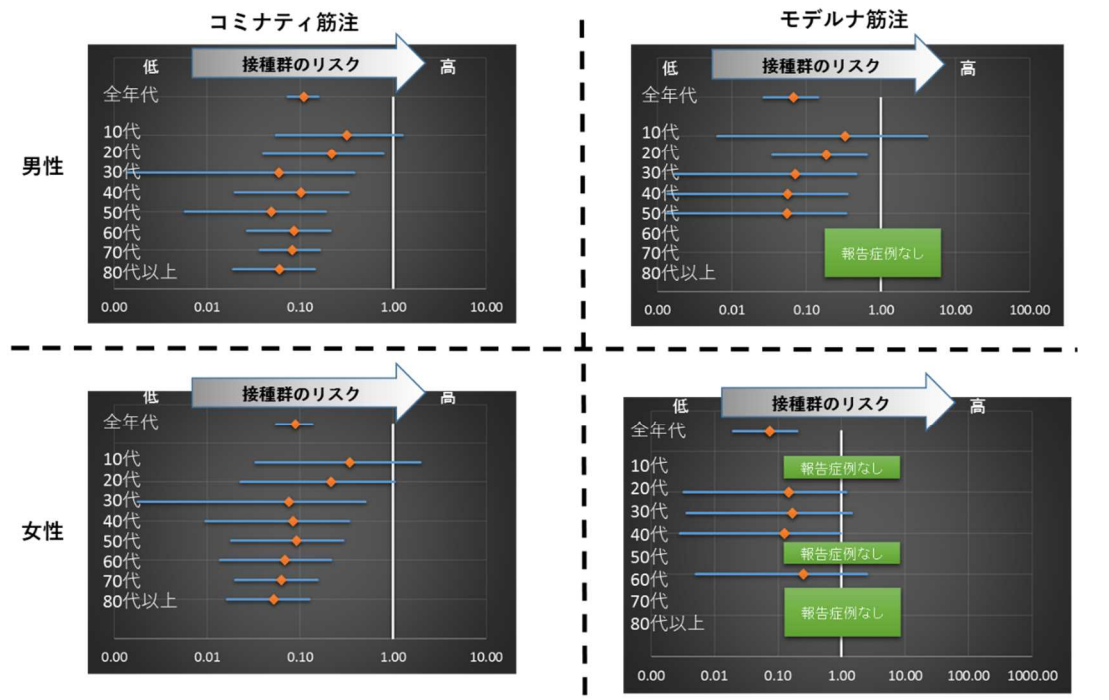 コミナティ筋注
モデルナ筋注
男性
低
接種群のリスク
高
全年代
10代
20代
30代
40代
50代
60代
70代
80代以上
0.00 0.01 0.10 1.00 10.00
低
接種群のリスク
高
全年代
10代
20代
30代
40代
50代
60代
70代
80代以上
報告症例なし
0.00 0.01 0.10 1.00 10.00 100.00
女性
低
接種群のリスク
高
全年代
10代
20代
30代
40代
50代
60代
70代
80代以上
0.00 0.01 0.10 1.00 10.00
低
接種群のリスク
高
全年代
10代
報告症例なし
20代
30代
40代
50代
報告症例なし
60代
70代
80代以上
報告症例なし
0.00 0.01 0.10 1.00 10.00 100.00 1000.00